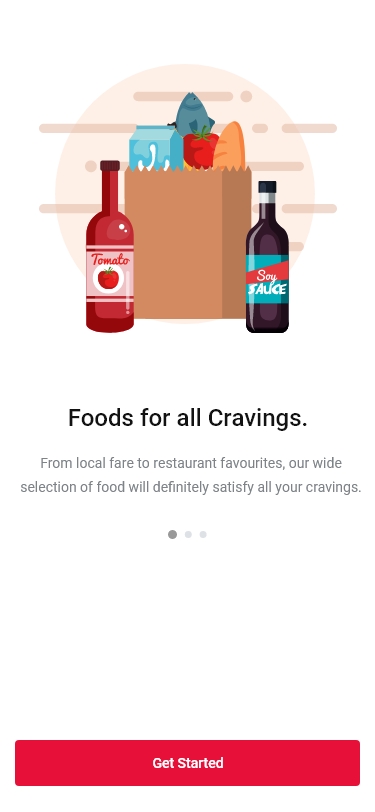 Tomato
Soy
SAUCE
Foods for all Cravings.
From local fare to restaurant favourites, our wide
selection of food will definitely satisfy all your cravings.
Get Started